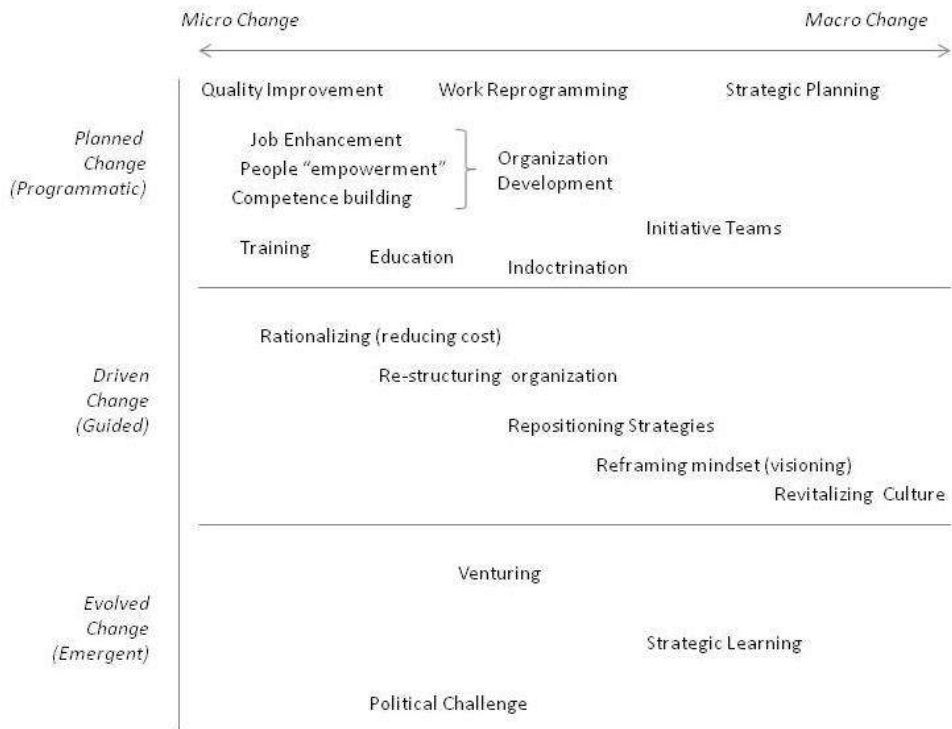 Micro Change
Macro Change
Quality Improvement
Work Reprogramming
Strategic Planning
Planned
Change
(Programmatic)
Job Enhancement
People “empowerment”
Competence building
Organization
Development
Initiative Teams
Training
Education
Indoctrination
Driven
Change
(Guided)
Rationalizing (reducing cost)
Re-structuring organization
Repositioning Strategies
Reframing mindset (visioning)
Revitalizing Culture
Evolved
Change
(Emergent)
Venturing
Strategic Learning
Political Challenge